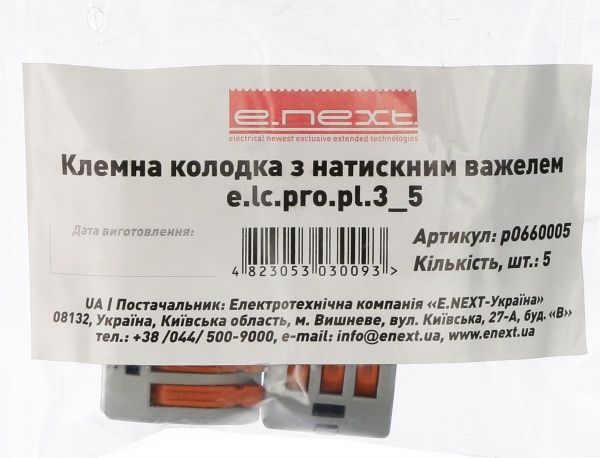 e.next.
electrical newest exclusive extended technologies
Клемна колодка з натискним важелем
e.lc.pro.pl.3_5
Дата виготовлення:
4 823053 030093 >
Артикул: p0660005
Кількість, шт.: 5
UA | Постачальник: Електротехнічна компанія «E.NEXT-Україна»
08132, Україна, Київська область, м. Вишневе, вул. Київська, 27-А, буд. «В»
тел.: +38 /044/ 500-9000, e-mail: info@enext.ua, www.enext.ua